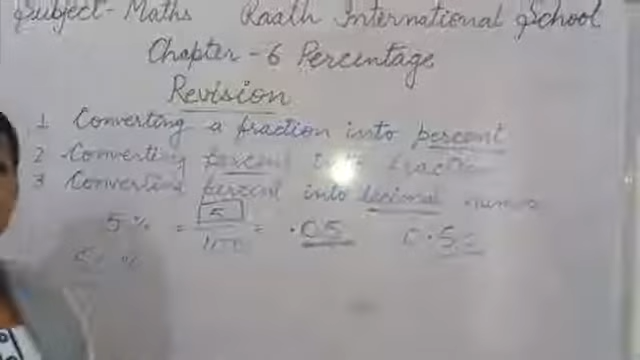 Subject- Maths Raath International School
Chapter - 6 Percentage
Revision
1 Converting a fraction into percent
2 Converting percent into fraction
3 Converting percent into decimal
5% = 5/100 = .05